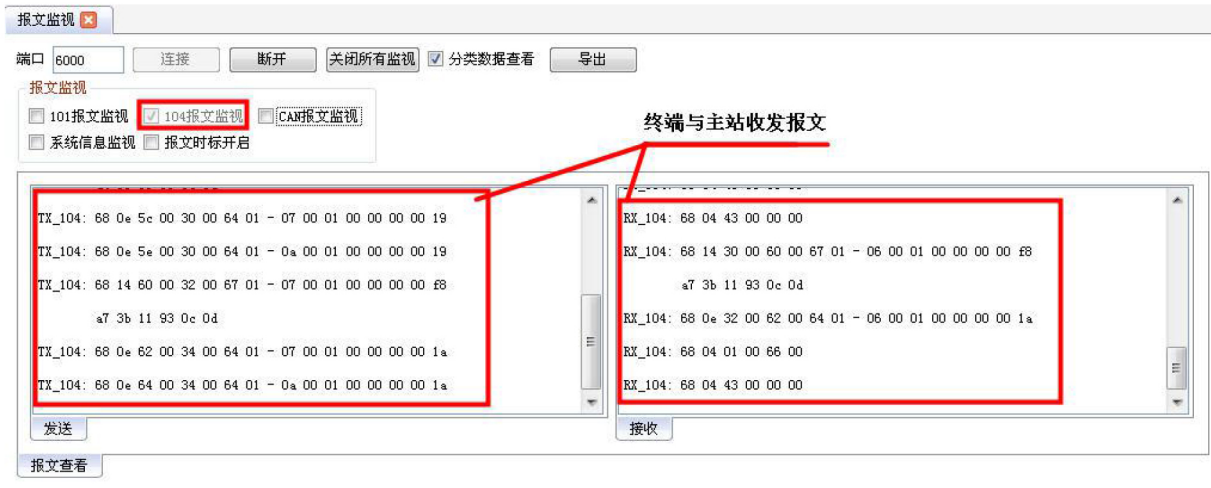 报文监视
端口 6000 连接 断开 关闭所有监视 分类数据查看 导出
报文监视
101报文监视 104报文监视 CAN报文监视
系统信息监视 报文时标开启
终端与主站收发报文
TX_104: 68 0e 5c 00 30 00 64 01 - 07 00 01 00 00 00 00 19
TX_104: 68 0e 5e 00 30 00 64 01 - 0a 00 01 00 00 00 00 19
TX_104: 68 14 60 00 32 00 67 01 - 07 00 01 00 00 00 00 f8
a7 3b 11 93 0c 0d
TX_104: 68 0e 62 00 34 00 64 01 - 07 00 01 00 00 00 00 1a
TX_104: 68 0e 64 00 34 00 64 01 - 0a 00 01 00 00 00 00 1a
发送
RX_104: 68 04 43 00 00 00
RX_104: 68 14 30 00 60 00 67 01 - 06 00 01 00 00 00 00 f8
a7 3b 11 93 0c 0d
RX_104: 68 0e 32 00 62 00 64 01 - 06 00 01 00 00 00 00 1a
RX_104: 68 04 01 00 66 00
RX_104: 68 04 43 00 00 00
接收
报文查看